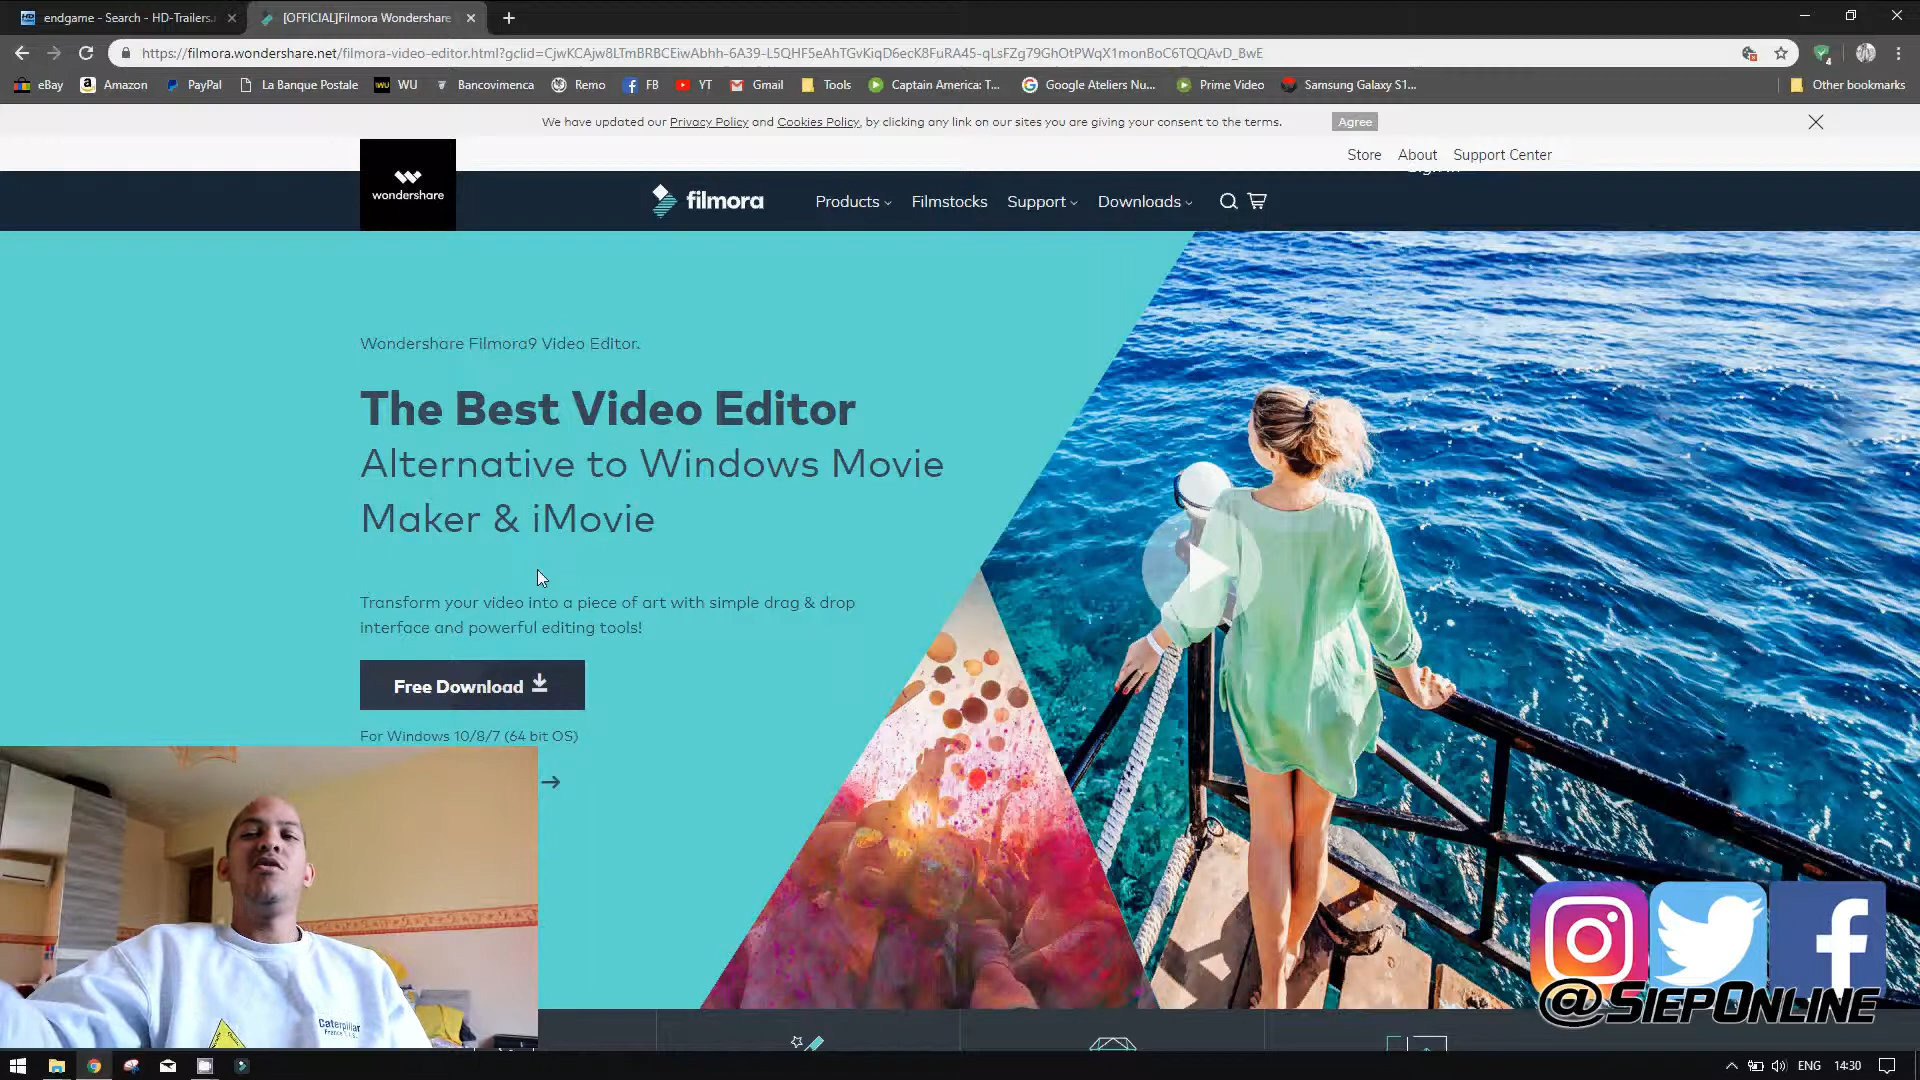 endgame - Search - HD-Trailers.
[OFFICIAL]Filmora Wondershare
https://filmora.wondershare.net/filmora-video-editor.html?gclid=CjwKCAjw8LTmBRBCEiwAbhh-6A39-L5QHF5eAhTGvKiqD6ecK8FuRA45-qLsFZg79GhOtPWqX1monBoC6TQQAvD_BwE
eBay Amazon PayPal La Banque Postale WU Bancovimenca Remo FB YT Gmail Tools Captain America: T... Google Ateliers Nu... Prime Video Samsung Galaxy S1... Other bookmarks
We have updated our Privacy Policy and Cookies Policy, by clicking any link on our sites you are giving your consent to the terms. Agree
Store About Support Center
wondershare
filmora Products Filmstocks Support Downloads
Wondershare Filmora9 Video Editor.
The Best Video Editor
Alternative to Windows Movie
Maker & iMovie
Transform your video into a piece of art with simple drag & drop
interface and powerful editing tools!
Free Download
For Windows 10/8/7 (64 bit OS)
Caterpillar
@SiepOnline
ENG 14:30